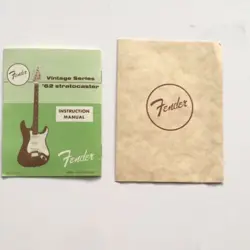 Fender
Vintage Series
'62 stratocaster
INSTRUCTION
MANUAL
Fender
Fender